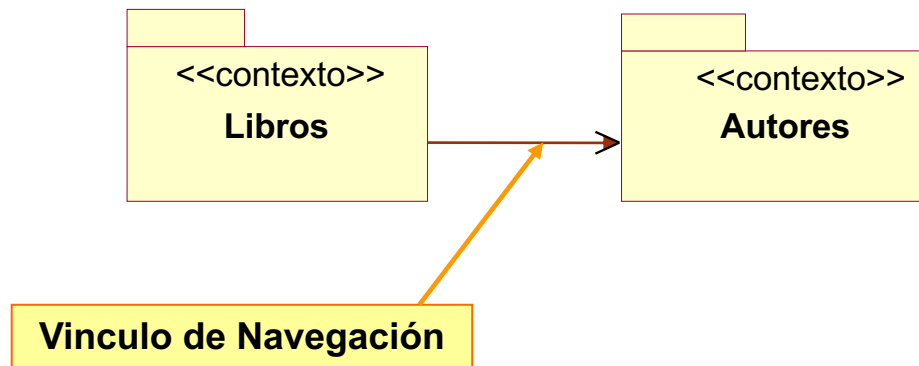 <<contexto>>
Libros
<<contexto>>
Autores
Vinculo de Navegación